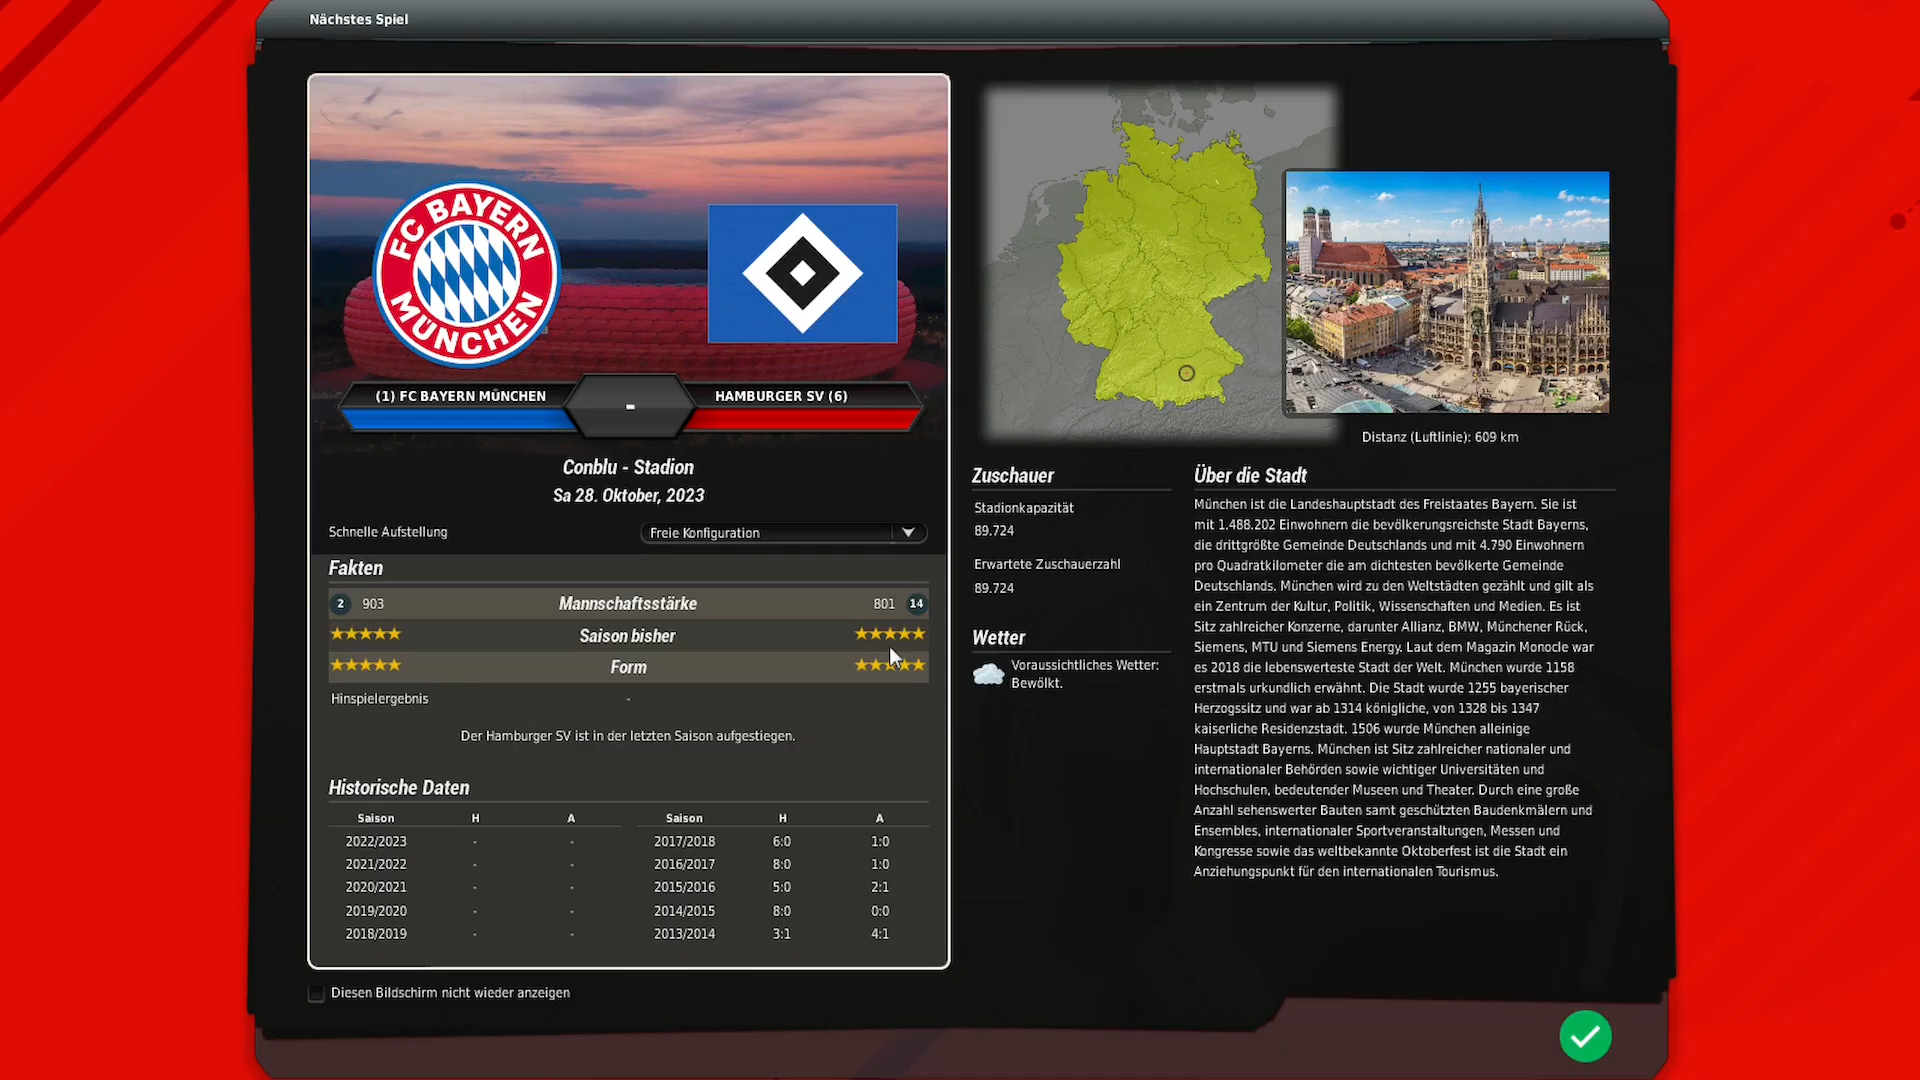 Nächstes Spiel
FC BAYERN
MÜNCHEN
(1) FC BAYERN MÜNCHEN
-
HAMBURGER SV (6)
Conblu - Stadion
Sa 28. Oktober, 2023
Schnelle Aufstellung
Freie Konfiguration
Fakten
2 903 Mannschaftsstärke 801 14
Saison bisher
Form
Hinspielergebnis -
Der Hamburger SV ist in der letzten Saison aufgestiegen.
Historische Daten
Saison H A Saison H A
2022/2023 - - 2017/2018 6:0 1:0
2021/2022 - - 2016/2017 8:0 1:0
2020/2021 - - 2015/2016 5:0 2:1
2019/2020 - - 2014/2015 8:0 0:0
2018/2019 - - 2013/2014 3:1 4:1
Diesen Bildschirm nicht wieder anzeigen
Distanz (Luftlinie): 609 km
Zuschauer
Stadionkapazität
89.724
Erwartete Zuschauerzahl
89.724
Wetter
Voraussichtliches Wetter:
Bewölkt.
Über die Stadt
München ist die Landeshauptstadt des Freistaates Bayern. Sie ist
mit 1.488.202 Einwohnern die bevölkerungsreichste Stadt Bayerns,
die drittgrößte Gemeinde Deutschlands und mit 4.790 Einwohnern
pro Quadratkilometer die am dichtesten bevölkerte Gemeinde
Deutschlands. München wird zu den Weltstädten gezählt und gilt als
ein Zentrum der Kultur, Politik, Wissenschaften und Medien. Es ist
Sitz zahlreicher Konzerne, darunter Allianz, BMW, Münchener Rück,
Siemens, MTU und Siemens Energy. Laut dem Magazin Monocle war
es 2018 die lebenswerteste Stadt der Welt. München wurde 1158
erstmals urkundlich erwähnt. Die Stadt wurde 1255 bayerischer
Herzogssitz und war ab 1314 königliche, von 1328 bis 1347
kaiserliche Residenzstadt. 1506 wurde München alleinige
Hauptstadt Bayerns. München ist Sitz zahlreicher nationaler und
internationaler Behörden sowie wichtiger Universitäten und
Hochschulen, bedeutender Museen und Theater. Durch eine große
Anzahl sehenswerter Bauten samt geschützten Baudenkmälern und
Ensembles, internationaler Sportveranstaltungen, Messen und
Kongresse sowie das weltbekannte Oktoberfest ist die Stadt ein
Anziehungspunkt für den internationalen Tourismus.